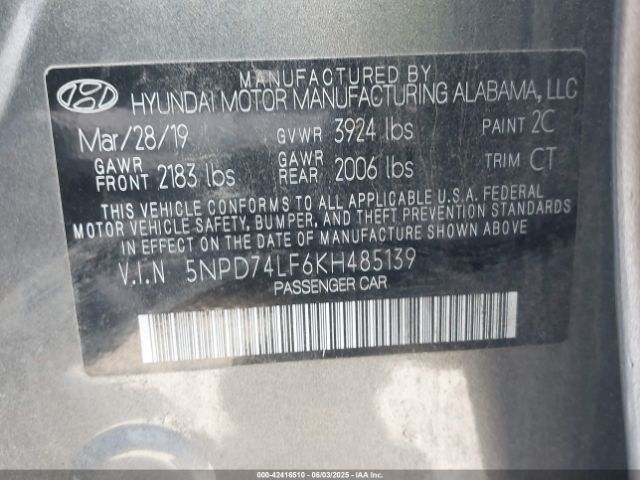 MANUFACTURED BY
HYUNDAI MOTOR MANUFACTURING ALABAMA, LLC
Mar/28/19 GVWR 3924 lbs PAINT 2C
GAWR FRONT 2183 lbs GAWR REAR 2006 lbs TRIM CT
THIS VEHICLE CONFORMS TO ALL APPLICABLE U.S.A. FEDERAL
MOTOR VEHICLE SAFETY, BUMPER, AND THEFT PREVENTION STANDARDS
IN EFFECT ON THE DATE OF MANUFACTURE SHOWN ABOVE.
V.I.N 5NPD74LF6KH485139
PASSENGER CAR
000-42416510 - 06/03/2025 - IAAI.COM